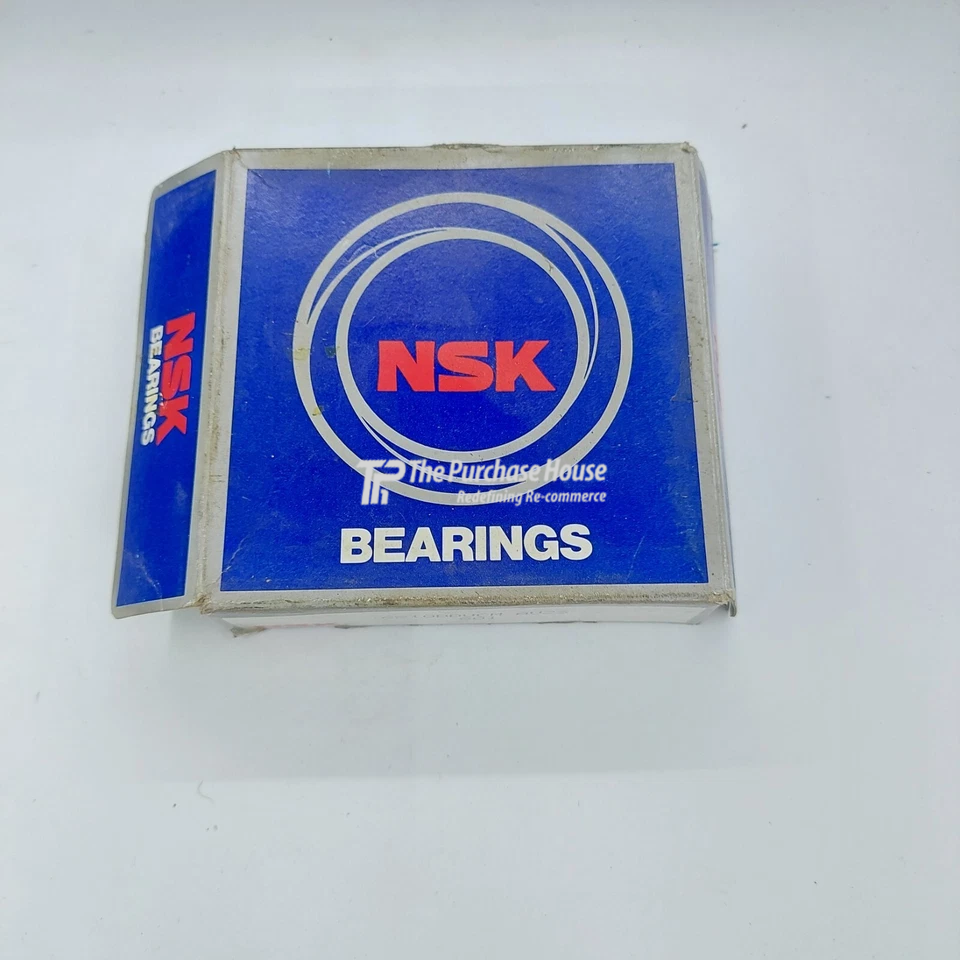 NSK
BEARINGS
NSK
The Purchase House
Redefining Re-commerce
BEARINGS